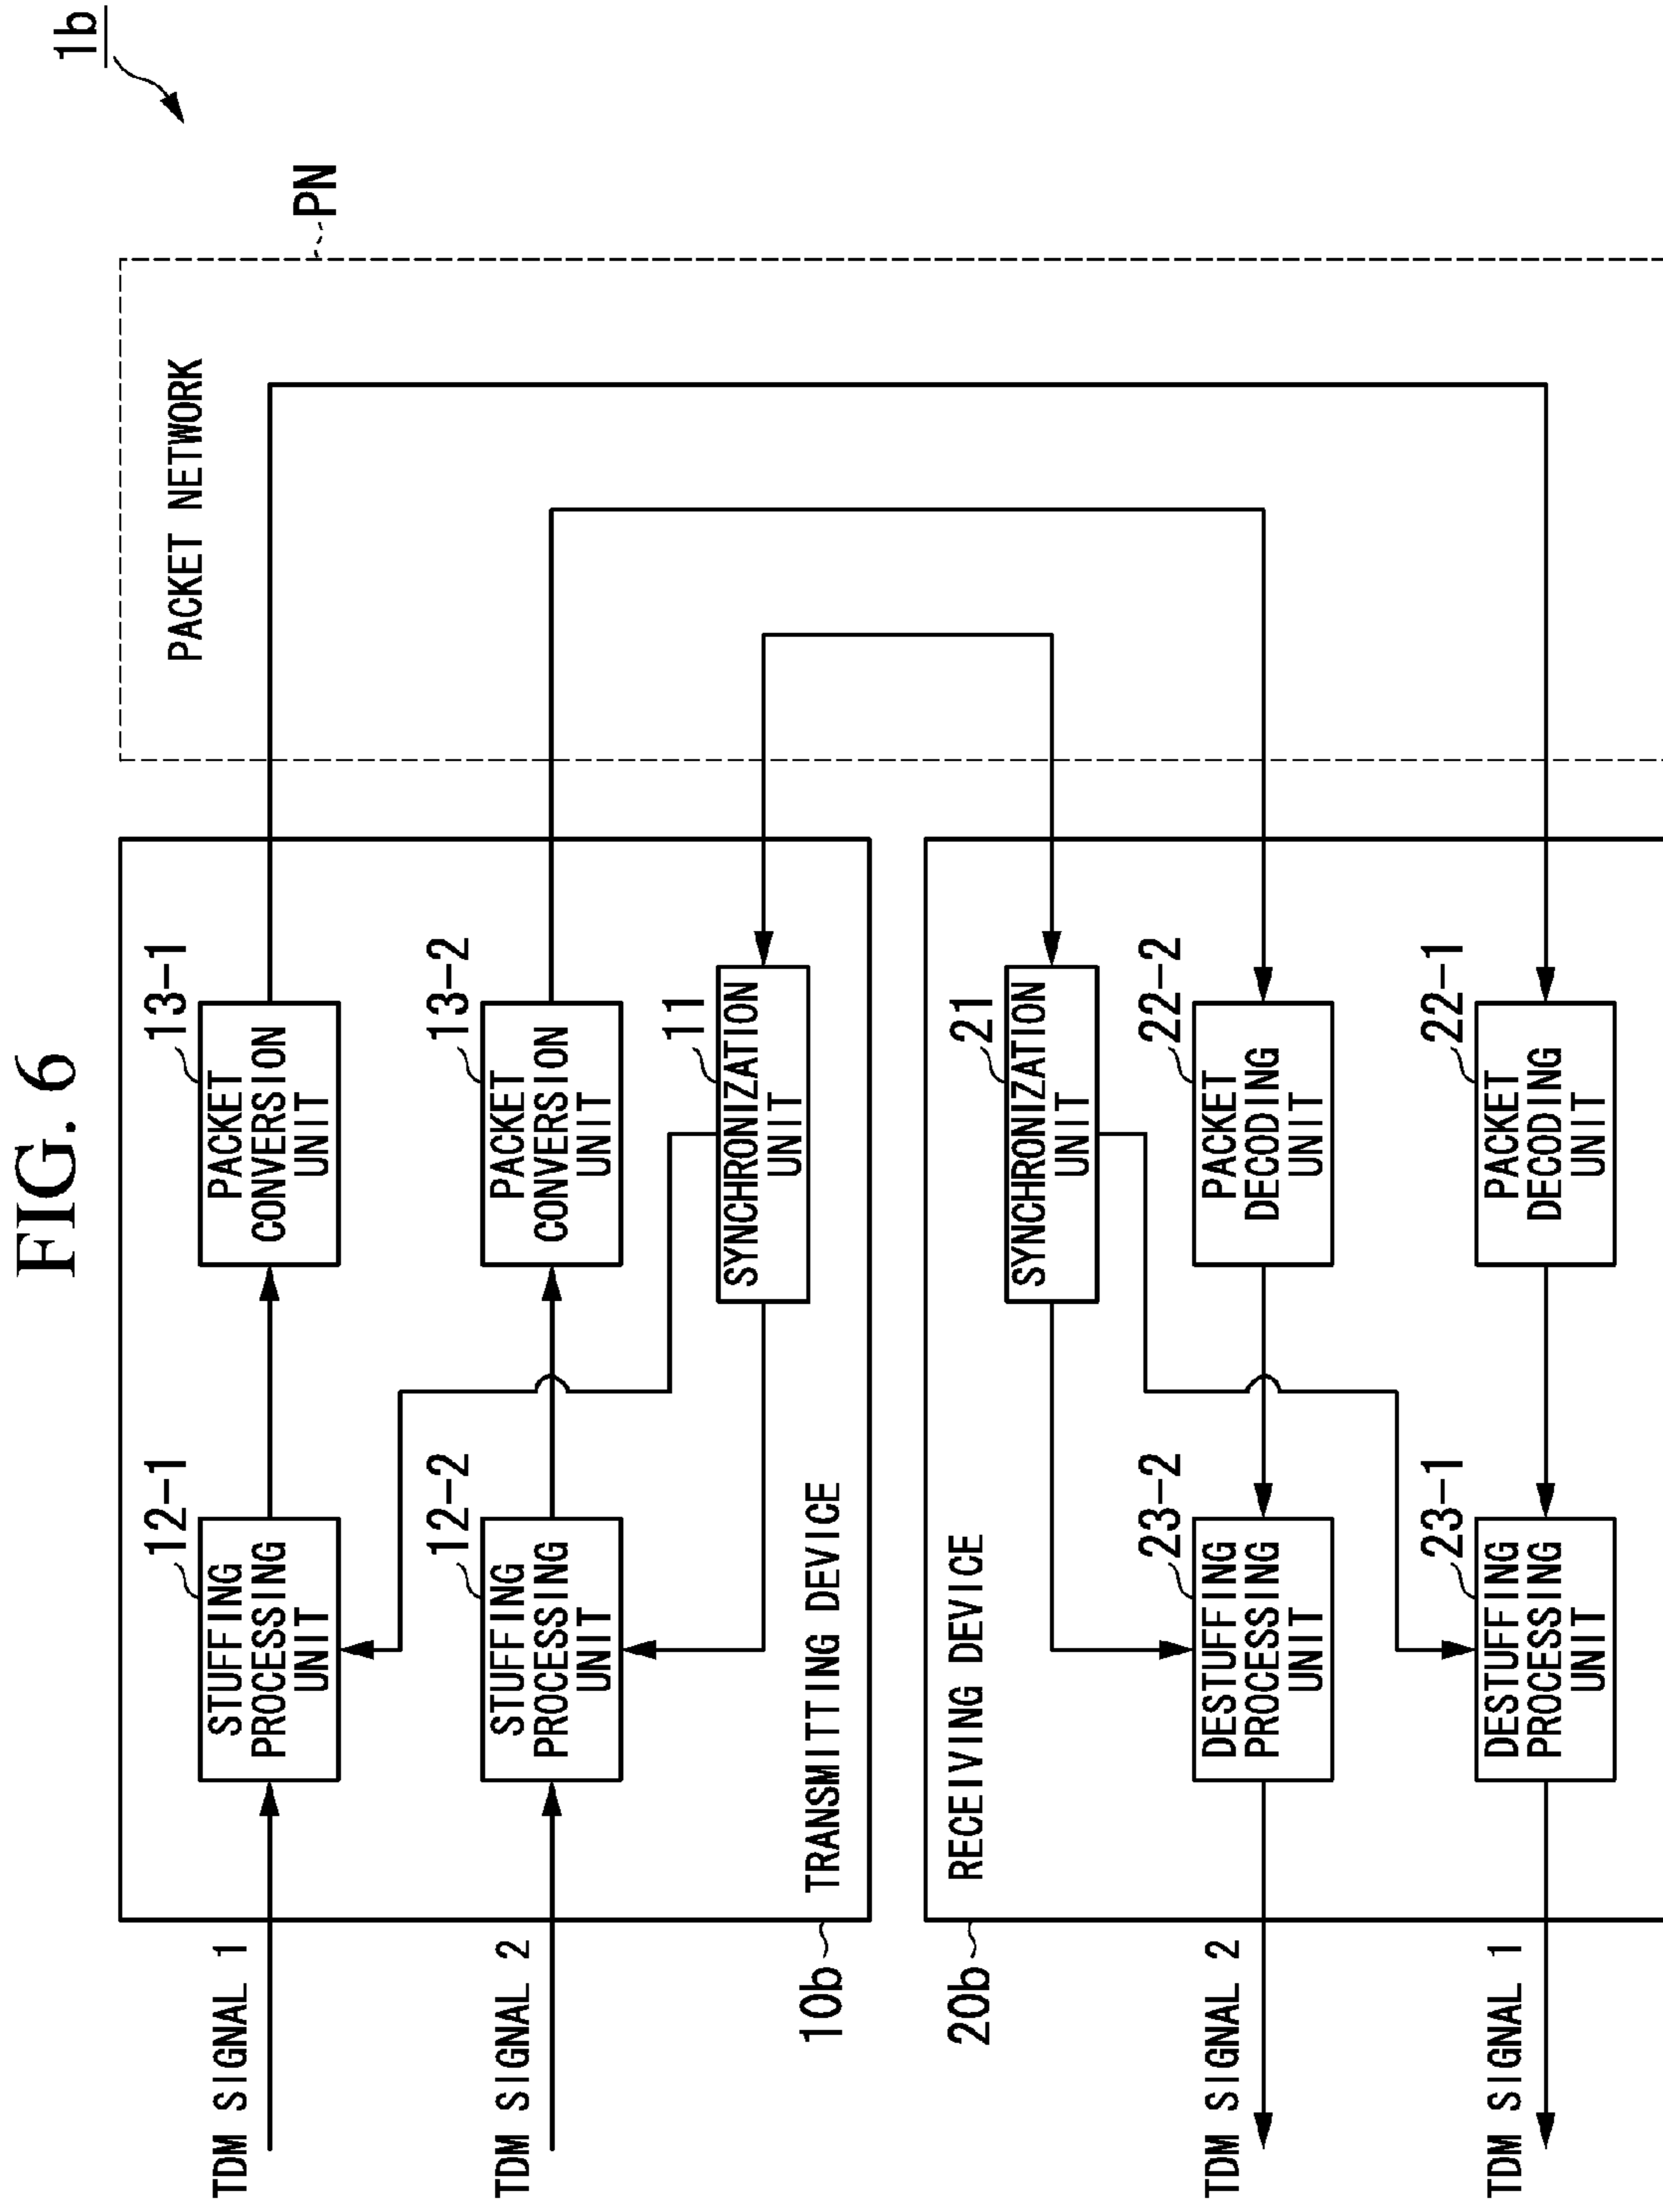 FIG. 6
1b
PN
PACKET NETWORK
TDM SIGNAL 1
12-1
STUFFING
PROCESSING
UNIT
13-1
PACKET
CONVERSION
UNIT
TDM SIGNAL 2
12-2
STUFFING
PROCESSING
UNIT
13-2
PACKET
CONVERSION
UNIT
11
SYNCHRONIZATION
UNIT
TRANSMITTING DEVICE
10b
20b
RECEIVING DEVICE
21
SYNCHRONIZATION
UNIT
TDM SIGNAL 2
23-2
DESTUFFING
PROCESSING
UNIT
22-2
PACKET
DECODING
UNIT
TDM SIGNAL 1
23-1
DESTUFFING
PROCESSING
UNIT
22-1
PACKET
DECODING
UNIT